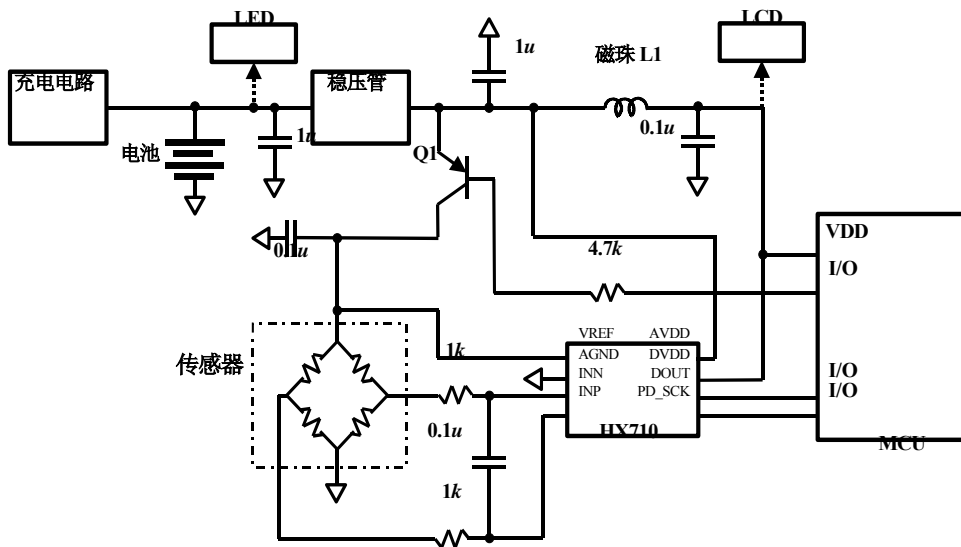 LED
LCD
1u
磁珠 L1
充电电路
稳压管
1u
0.1u
电池
Q1
0.1u
4.7k
VDD
I/O
传感器
1k
VREF AVDD
AGND DVDD
INN DOUT
INP PD_SCK
I/O
I/O
0.1u
HX710
MCU
1k